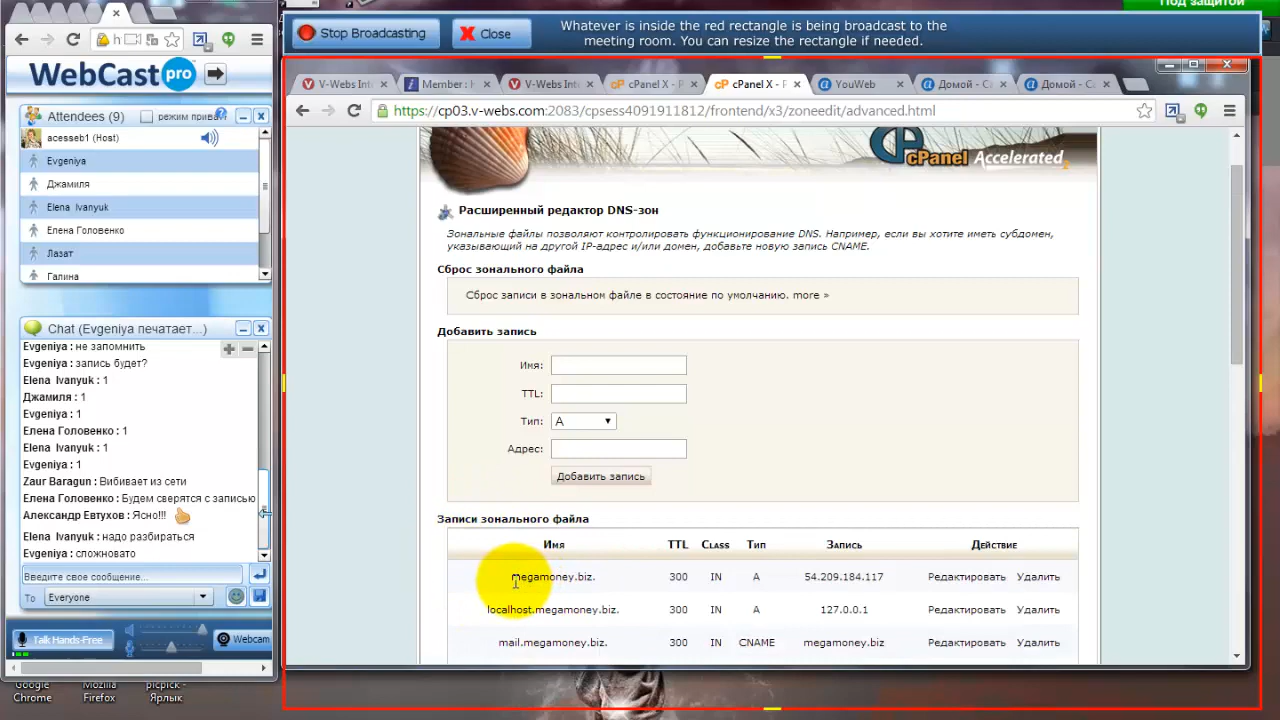 Под защитой
Stop Broadcasting
Close
Whatever is inside the red rectangle is being broadcast to the
meeting room. You can resize the rectangle if needed.
WebCast pro
Attendees (9)
режим прива
acessesb1 (Host)
Evgeniya
Джамиля
Elena Ivanyuk
Елена Головенко
Лазат
Галина
Chat (Evgeniya печатает...)
Evgeniya : не запомнить
Evgeniya : запись будет?
Elena Ivanyuk : 1
Джамиля : 1
Evgeniya : 1
Елена Головенко : 1
Elena Ivanyuk : 1
Evgeniya : 1
Zaur Baragun : Вибивает из сети
Елена Головенко : Будем сверятся с записью
Александр Евтухов : Ясно!!!
Elena Ivanyuk : надо разбираться
Evgeniya : спожновато
Введите свое сообщение...
To Everyone
Talk Hands-Free
Webcam
Google Chrome
Mozilla Firefox
picpick - Ярлык
V-Webs Inte
Member : H
V-Webs Inte
cPanel X - P
cPanel X - P
YouWeb
Домой - Ca
Домой - Ca
https://cp03.v-webs.com:2083/cpsess4091911812/frontend/x3/zoneedit/advanced.html
cPanel Accelerated2
Расширенный редактор DNS-зон
Зональные файлы позволяют контролировать функционирование DNS. Например, если вы хотите иметь субдомен,
указывающий на другой IP-адрес и/или домен, добавьте новую запись CNAME.
Сброс зонального файла
Сброс записи в зональном файле в состояние по умолчанию. more »
Добавить запись
Имя:
TTL:
Тип: A
Адрес:
Добавить запись
Записи зонального файла
Имя TTL Class Тип Запись Действие
megamoney.biz. 300 IN A 54.209.184.117 Редактировать Удалить
localhost.megamoney.biz. 300 IN A 127.0.0.1 Редактировать Удалить
mail.megamoney.biz. 300 IN CNAME megamoney.biz Редактировать Удалить